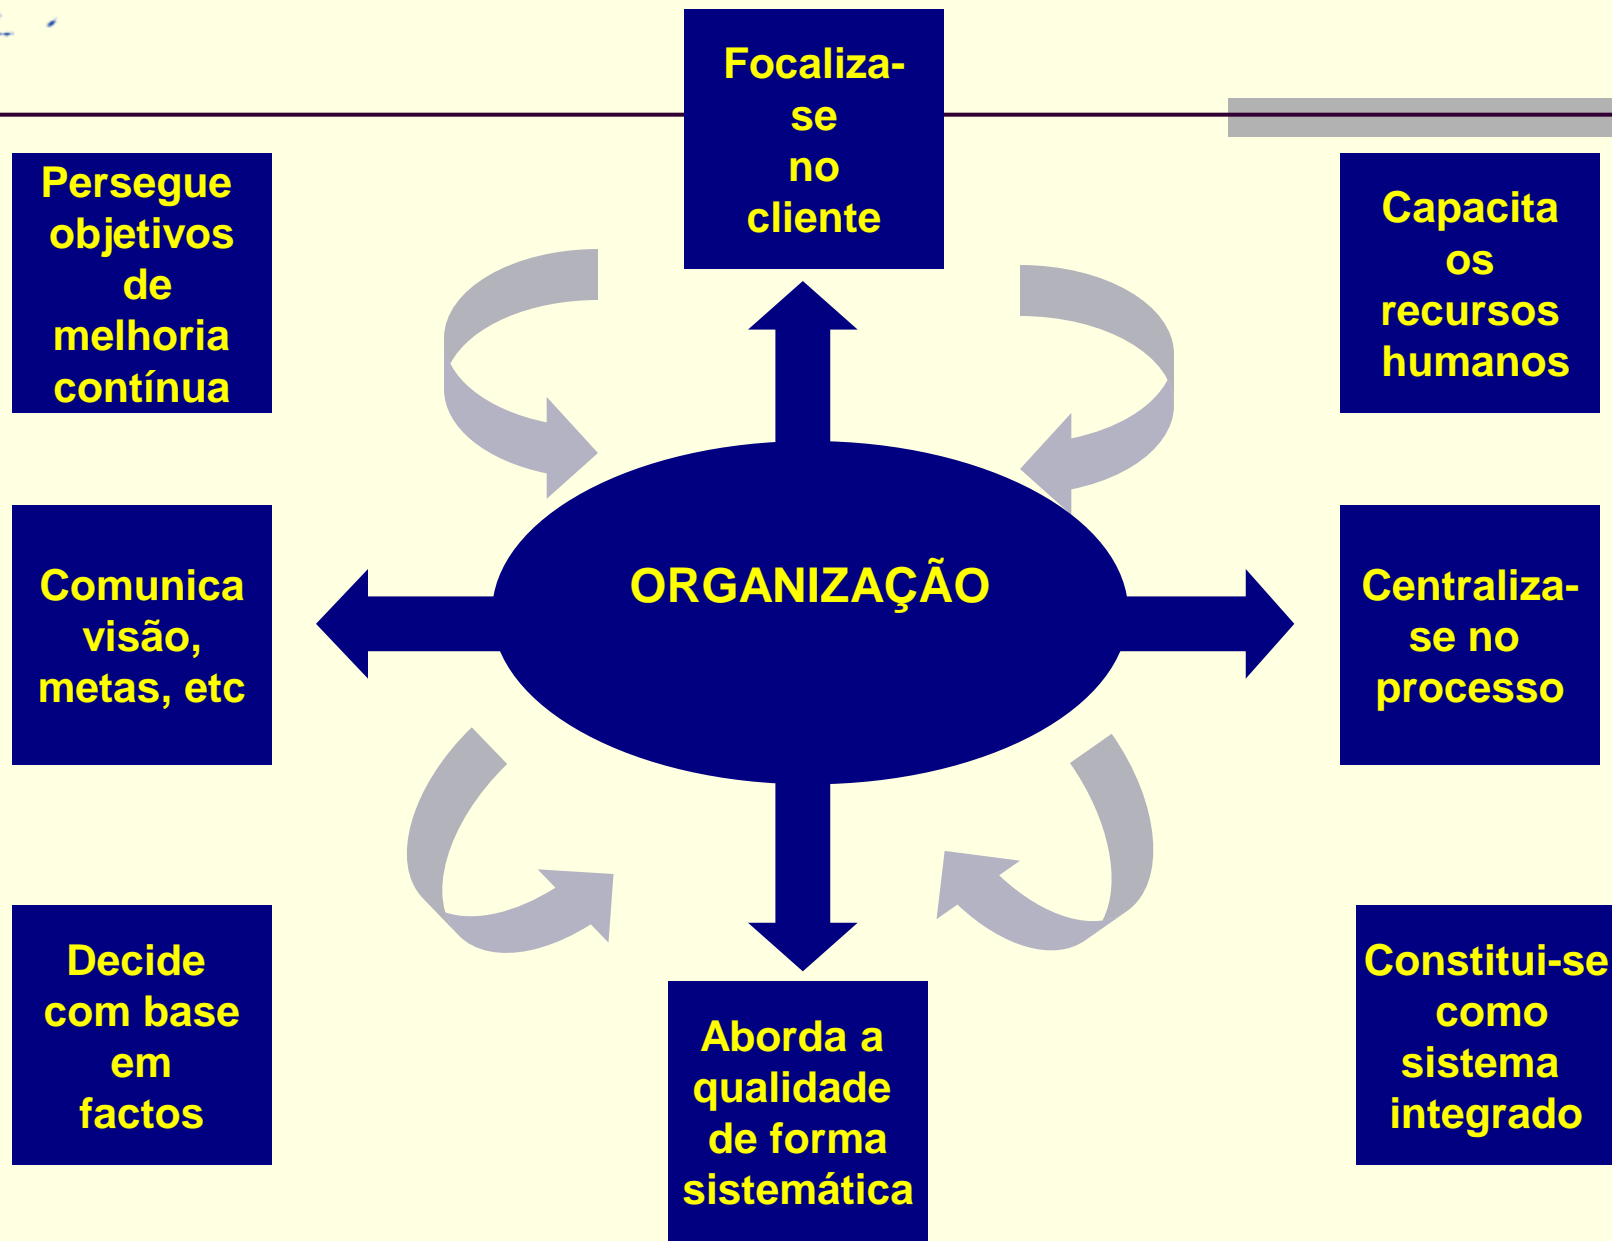 Focaliza-
se
no
cliente
Persegue
objetivos
de
melhoria
contínua
Capacita
os
recursos
humanos
Comunica
visão,
metas, etc
ORGANIZAÇÃO
Centraliza-
se no
processo
Decide
com base
em
factos
Aborda a
qualidade
de forma
sistemática
Constitui-se
como
sistema
integrado